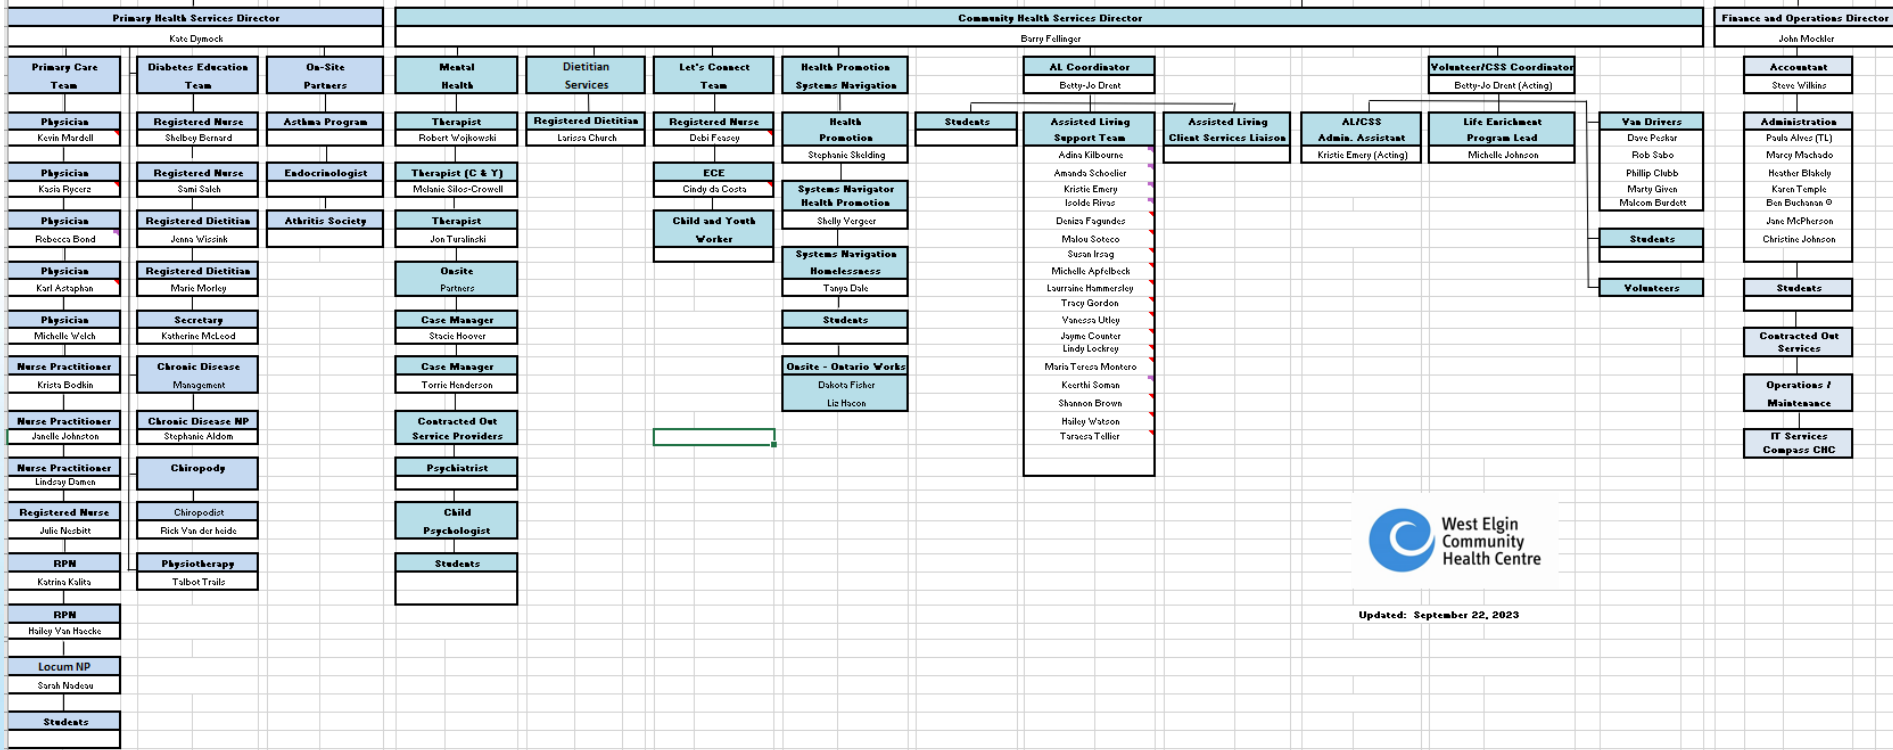 Primary Health Services Director
Kate Dymock
Community Health Services Director
Barry Fellinger
Finance and Operations Director
John Mockler
Primary Care
Team
Physician
Kevin Mardell
Physician
Kasia Rycerz
Physician
Rebecca Bond
Physician
Karl Astaphan
Physician
Michelle Welch
Nurse Practitioner
Krista Bodkin
Nurse Practitioner
Janelle Johnston
Nurse Practitioner
Lindsay Damen
Registered Nurse
Julie Nesbitt
RPN
Katrina Kalita
RPN
Hailey Van Haecke
Locum NP
Sarah Nadeau
Students
Diabetes Education
Team
Registered Nurse
Shelbey Bernard
Registered Nurse
Sami Saleh
Registered Dietitian
Jenna Wissink
Registered Dietitian
Marie Morley
Secretary
Katherine McLeod
Chronic Disease
Management
Chronic Disease NP
Stephanie Aldom
Chiropody
Chiropodist
Rick Van der heide
Physiotherapy
Talbot Trails
On-Site
Partners
Asthma Program
Endocrinologist
Athritis Society
Mental
Health
Therapist
Robert Wojkowski
Therapist (C & Y)
Melanie Silos-Crowell
Therapist
Jon Turalinski
Onsite
Partners
Case Manager
Stacie Hoover
Case Manager
Torrie Henderson
Contracted Out
Service Providers
Psychiatrist
Child
Psychologist
Students
Dietitian
Services
Registered Dietitian
Larissa Church
Let's Connect
Team
Registered Nurse
Debi Feasey
ECE
Cindy da Costa
Child and Youth
Worker
Health Promotion
Systems Navigation
Health
Promotion
Stephanie Skelding
Systems Navigator
Health Promotion
Shelly Vergeer
Systems Navigation
Homelessness
Tanya Dale
Students
Onsite - Ontario Works
Dakota Fisher
Liz Hacon
AL Coordinator
Betty-Jo Drent
Students
Assisted Living
Support Team
Adina Kilbourne
Amanda Schoelier
Kristie Emery
Isolde Rivas
Deniza Fagundes
Malou Soteco
Susan Irsag
Michelle Apfelbeck
Laurraine Hammersley
Tracy Gordon
Vanessa Utley
Jayme Counter
Lindy Lockrey
Maria Teresa Montero
Keerthi Soman
Shannon Brown
Hailey Watson
Taraesa Tellier
Assisted Living
Client Services Liaison
Volunteer/CSS Coordinator
Betty-Jo Drent (Acting)
AL/CSS
Admin. Assistant
Kristie Emery (Acting)
Life Enrichment
Program Lead
Michelle Johnson
Van Drivers
Dave Peskar
Rob Sabo
Phillip Clubb
Marty Given
Malcom Burdett
Students
Volunteers
Accountant
Steve Wilkins
Administration
Paula Alves (TL)
Marcy Machado
Heather Blakely
Karen Temple
Ben Buchanan
Jane McPherson
Christine Johnson
Students
Contracted Out
Services
Operations /
Maintenance
IT Services
Compass CHC
West Elgin
Community
Health Centre
Updated: September 22, 2023